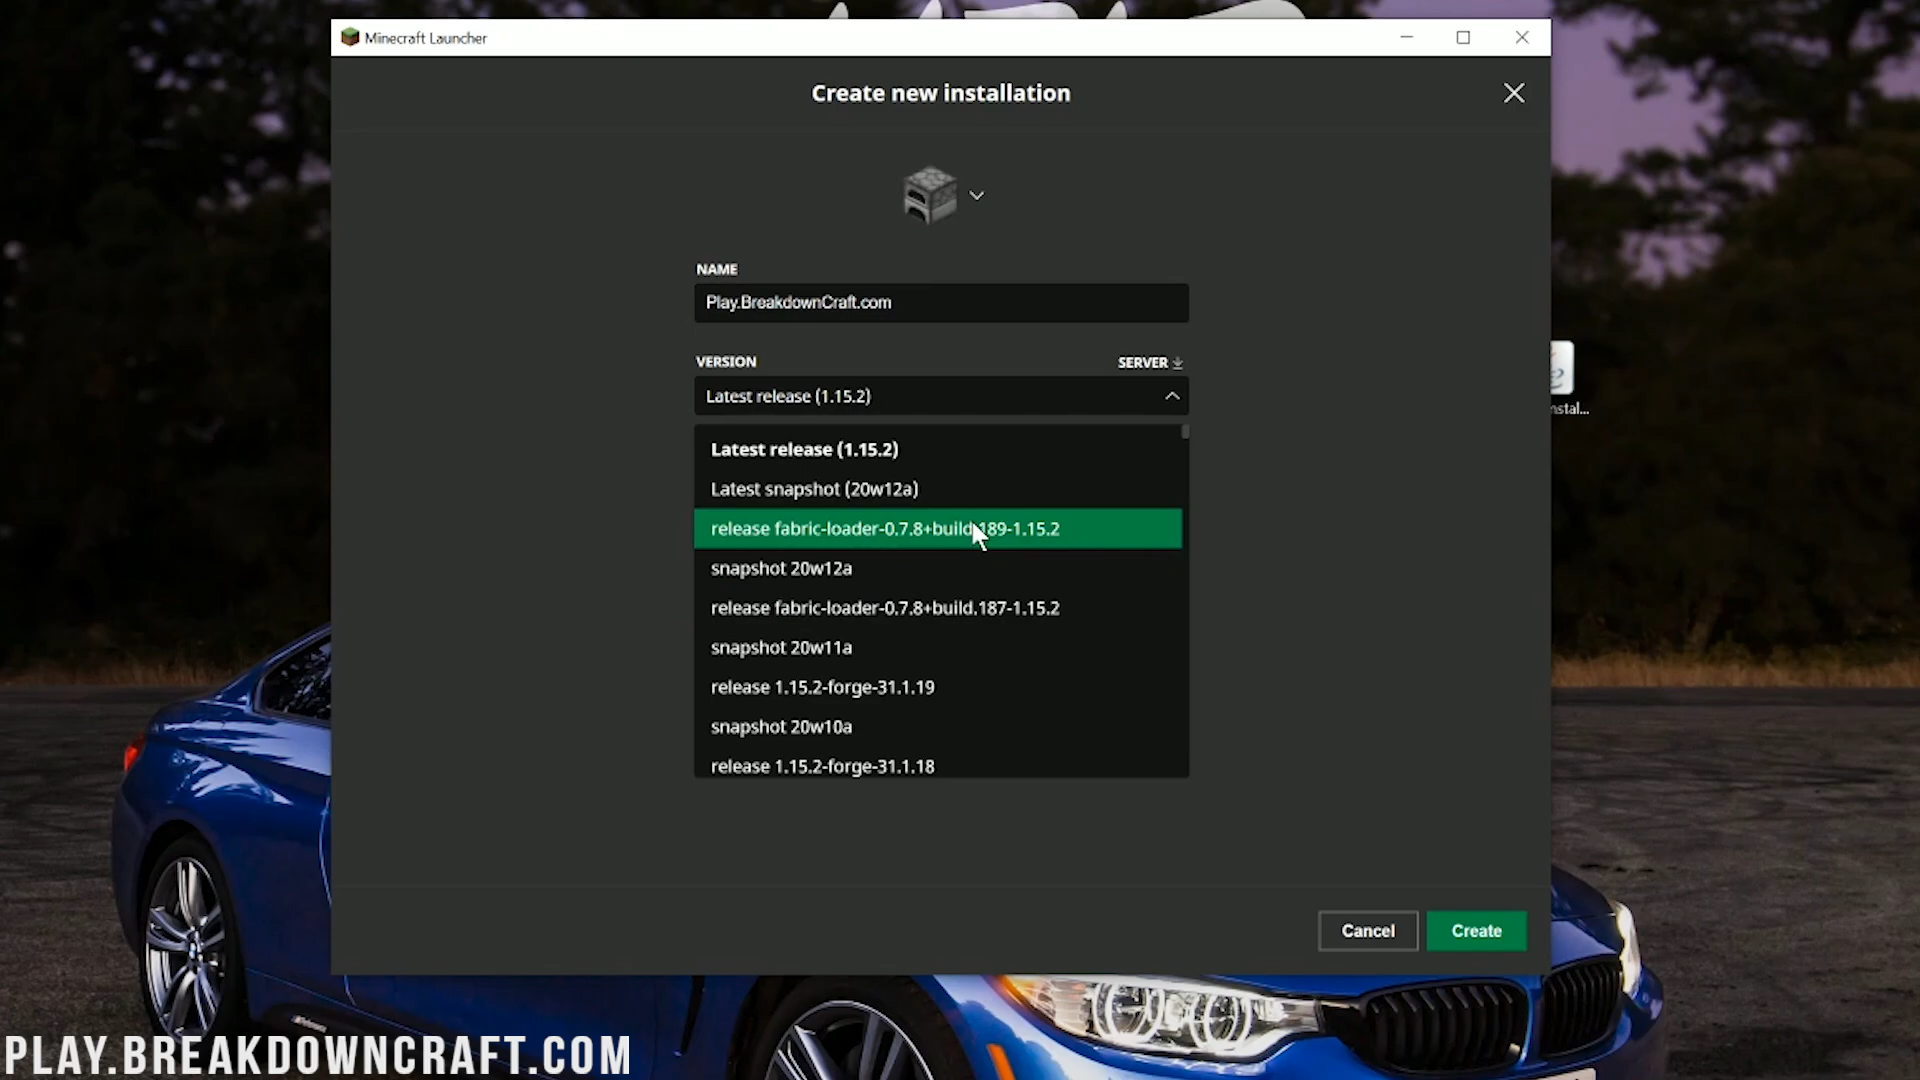 Minecraft Launcher
Create new installation
NAME
Play.BreakdownCraft.com
VERSION
SERVER
Latest release (1.15.2)
Latest release (1.15.2)
Latest snapshot (20w12a)
release fabric-loader-0.7.8+build.189-1.15.2
snapshot 20w12a
release fabric-loader-0.7.8+build.187-1.15.2
snapshot 20w11a
release 1.15.2-forge-31.1.19
snapshot 20w10a
release 1.15.2-forge-31.1.18
nstal...
Cancel
Create
PLAY.BREAKDOWNCRAFT.COM